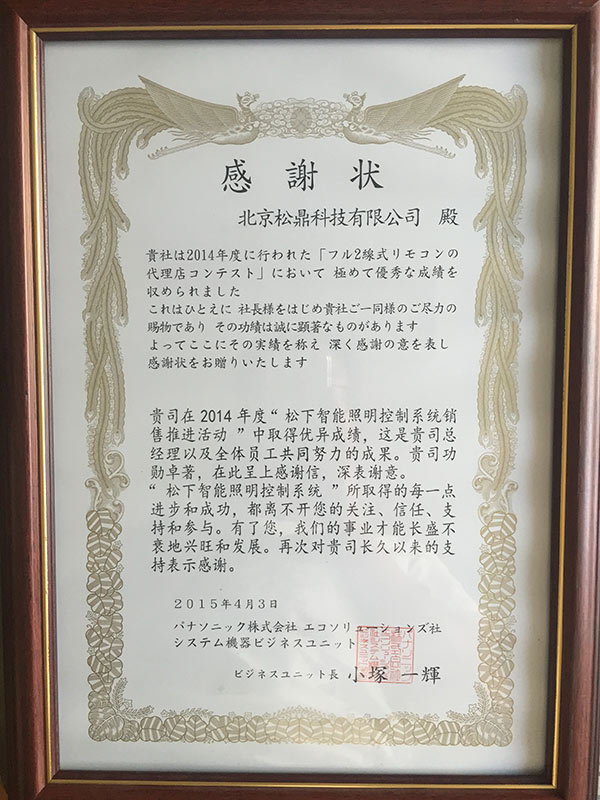 感謝状
北京松鼎科技有限公司 殿
貴社は2014年度に行われた「フル2線式リモコンの
代理店コンテスト」において 極めて優秀な成績を
収められました
これはひとえに 社長様をはじめ貴社ご一同様のご尽力の
賜物であり その功績は誠に顕著なものがあります
よってここにその実績を称え 深く感謝の意を表し
感謝状をお贈りいたします
贵司在 2014 年度“ 松下智能照明控制系统销
售推进活动 ”中取得优异成绩，这是贵司总
经理以及全体员工共同努力的成果。贵司功
勋卓著，在此呈上感谢信，深表谢意。
“ 松下智能照明控制系统 ”所取得的每一点
进步和成功，都离不开您的关注、信任、支
持和参与。有了您，我们的事业才能长盛不
衰地兴旺和发展。再次对贵司长久以来的支
持表示感谢。
2015年4月3日
パナソニック株式会社 エコソリューションズ社
システム機器ビジネスユニット
ビジネスユニット長 小塚 一輝